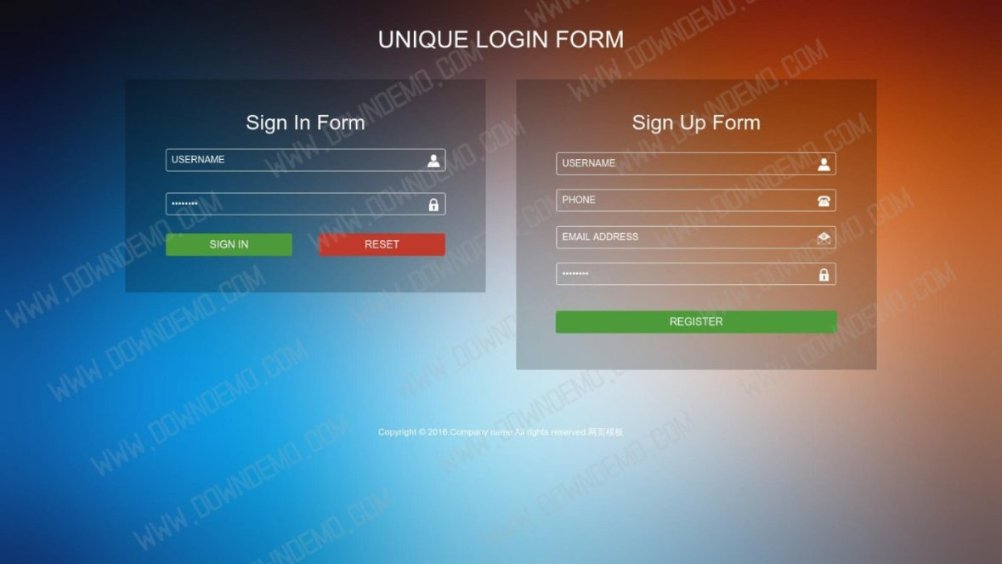 UNIQUE LOGIN FORM
Sign In Form
USERNAME
••••••••
SIGN IN
RESET
Sign Up Form
USERNAME
PHONE
EMAIL ADDRESS
••••••••
REGISTER
Copyright © 2016.Company name All rights reserved.网页模板
WWW.DOWNDEMO.COM